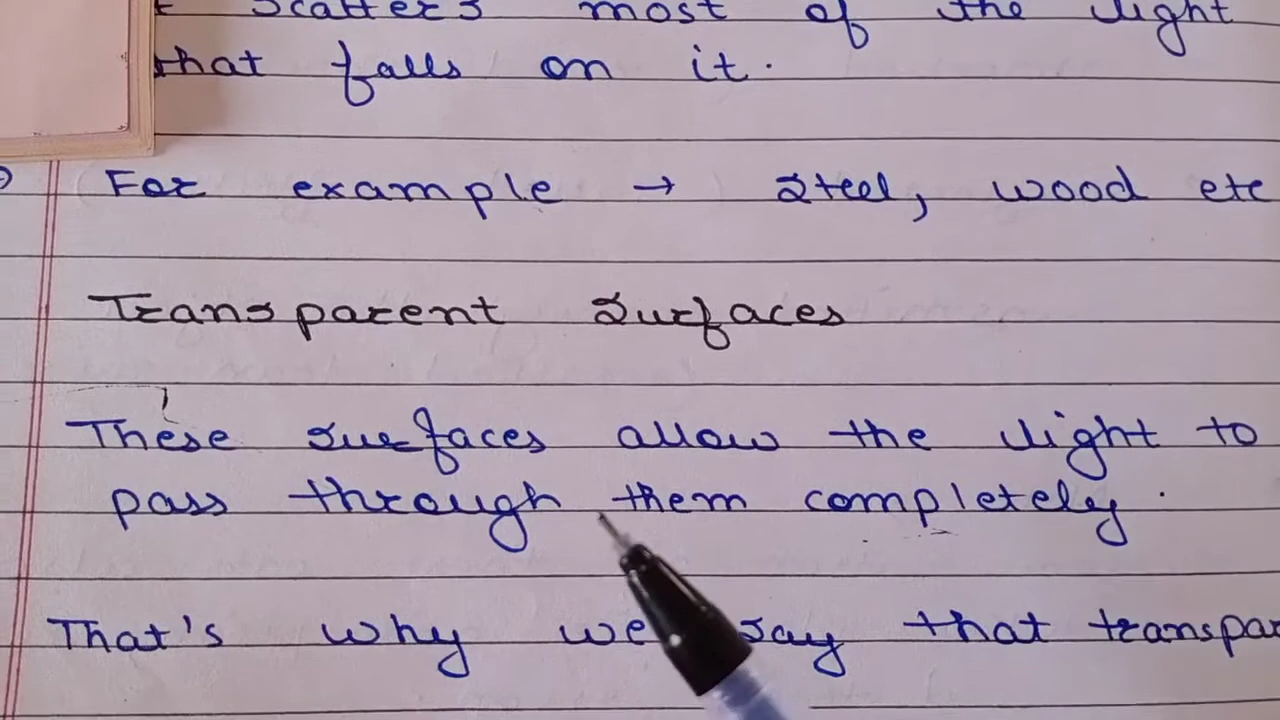 scatters most of the light
that falls on it.
For example → Steel, wood etc
Transparent Surfaces
These surfaces allow the light to
pass through them completely.
That's why we say that transpar